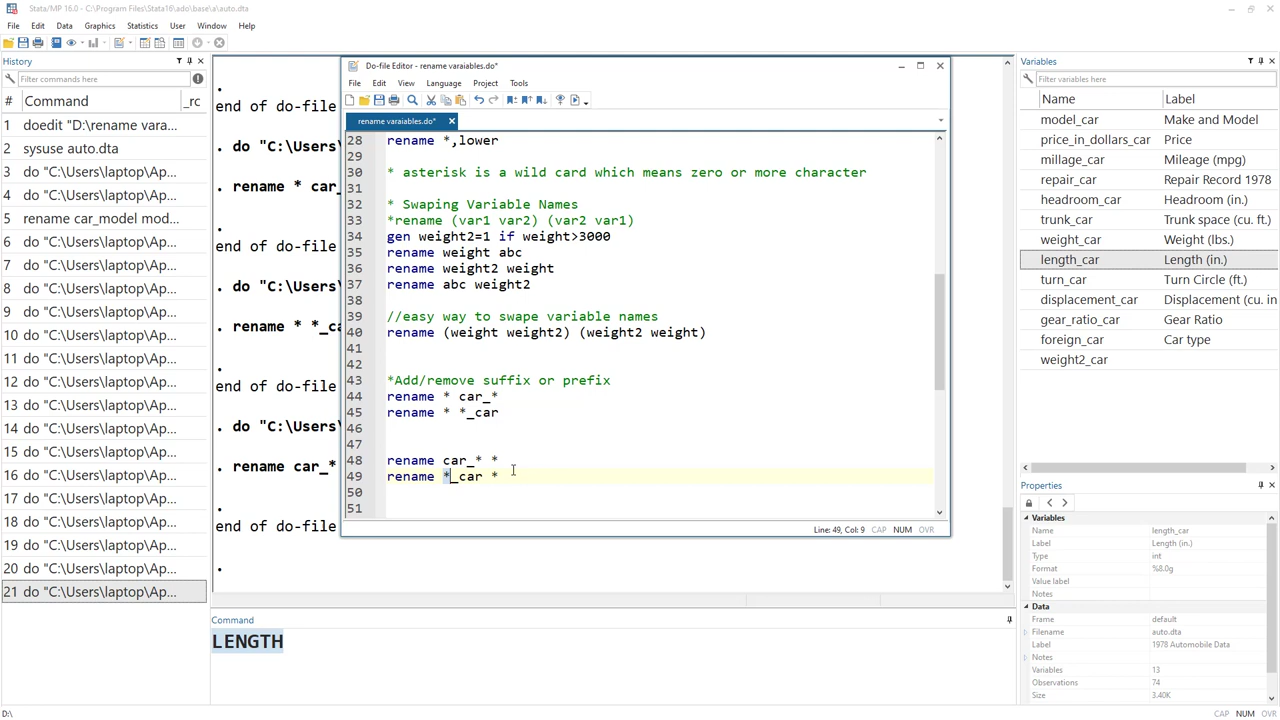 Stata/MP 16.0 - C:\Program Files\Stata16\ado\base\a\auto.dta
File Edit Data Graphics Statistics User Window Help
History
Filter commands here
# Command _rc
1 doedit "D:\rename vara...
2 sysuse auto.dta
3 do "C:\Users\laptop\Ap...
4 do "C:\Users\laptop\Ap...
5 rename car_model mod...
6 do "C:\Users\laptop\Ap...
7 do "C:\Users\laptop\Ap...
8 do "C:\Users\laptop\Ap...
9 do "C:\Users\laptop\Ap...
10 do "C:\Users\laptop\Ap...
11 do "C:\Users\laptop\Ap...
12 do "C:\Users\laptop\Ap...
13 do "C:\Users\laptop\Ap...
14 do "C:\Users\laptop\Ap...
15 do "C:\Users\laptop\Ap...
16 do "C:\Users\laptop\Ap...
17 do "C:\Users\laptop\Ap...
18 do "C:\Users\laptop\Ap...
19 do "C:\Users\laptop\Ap...
20 do "C:\Users\laptop\Ap...
21 do "C:\Users\laptop\Ap...
.
end of do-file
. do "C:\Users
. rename * car_
.
end of do-file
. do "C:\Users
. rename * *_ca
.
end of do-file
. do "C:\Users
. rename car_*
.
end of do-file
.
Do-file Editor - rename varaiables.do*
File Edit View Language Project Tools
rename varaiables.do*
28 rename *,lower
29
30 * asterisk is a wild card which means zero or more character
31
32 * Swaping Variable Names
33 *rename (var1 var2) (var2 var1)
34 gen weight2=1 if weight>3000
35 rename weight abc
36 rename weight2 weight
37 rename abc weight2
38
39 //easy way to swape variable names
40 rename (weight weight2) (weight2 weight)
41
42
43 *Add/remove suffix or prefix
44 rename * car_*
45 rename * *_car
46
47
48 rename car_* *
49 rename *_car *
50
51
Line: 49, Col: 9 CAP NUM OVR
Command
LENGTH
Variables
Filter variables here
Name Label
model_car Make and Model
price_in_dollars_car Price
millage_car Mileage (mpg)
repair_car Repair Record 1978
headroom_car Headroom (in.)
trunk_car Trunk space (cu. ft.)
weight_car Weight (lbs.)
length_car Length (in.)
turn_car Turn Circle (ft.)
displacement_car Displacement (cu. in
gear_ratio_car Gear Ratio
foreign_car Car type
weight2_car
Properties
Variables
Name length_car
Label Length (in.)
Type int
Format %8.0g
Value label
Notes
Data
Frame default
Filename auto.dta
Label 1978 Automobile Data
Notes
Variables 13
Observations 74
Size 3.40K
D:\
CAP NUM OVR